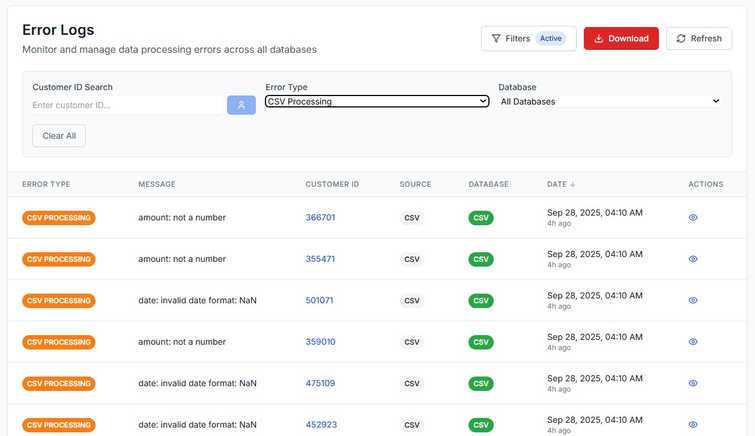 Error Logs
Monitor and manage data processing errors across all databases
Filters Active Download Refresh
Customer ID Search Error Type Database
Enter customer ID... CSV Processing All Databases
Clear All
ERROR TYPE MESSAGE CUSTOMER ID SOURCE DATABASE DATE ↓ ACTIONS
CSV PROCESSING amount: not a number 366701 CSV CSV Sep 28, 2025, 04:10 AM
4h ago
CSV PROCESSING amount: not a number 355471 CSV CSV Sep 28, 2025, 04:10 AM
4h ago
CSV PROCESSING date: invalid date format: NaN 501071 CSV CSV Sep 28, 2025, 04:10 AM
4h ago
CSV PROCESSING amount: not a number 359010 CSV CSV Sep 28, 2025, 04:10 AM
4h ago
CSV PROCESSING date: invalid date format: NaN 475109 CSV CSV Sep 28, 2025, 04:10 AM
4h ago
CSV PROCESSING date: invalid date format: NaN 452923 CSV CSV Sep 28, 2025, 04:10 AM
4h ago